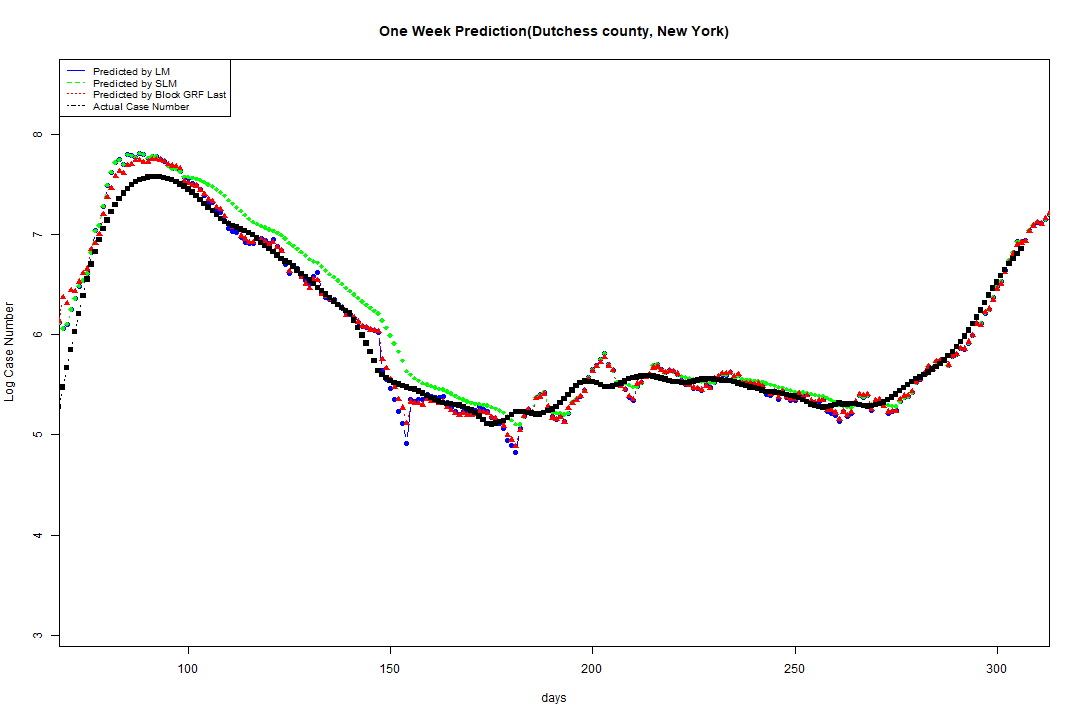 One Week Prediction(Dutchess county, New York)
Predicted by LM
Predicted by SLM
Predicted by Block GRF Last
Actual Case Number
8
7
6
5
4
3
Log Case Number
100 150 200 250 300
days